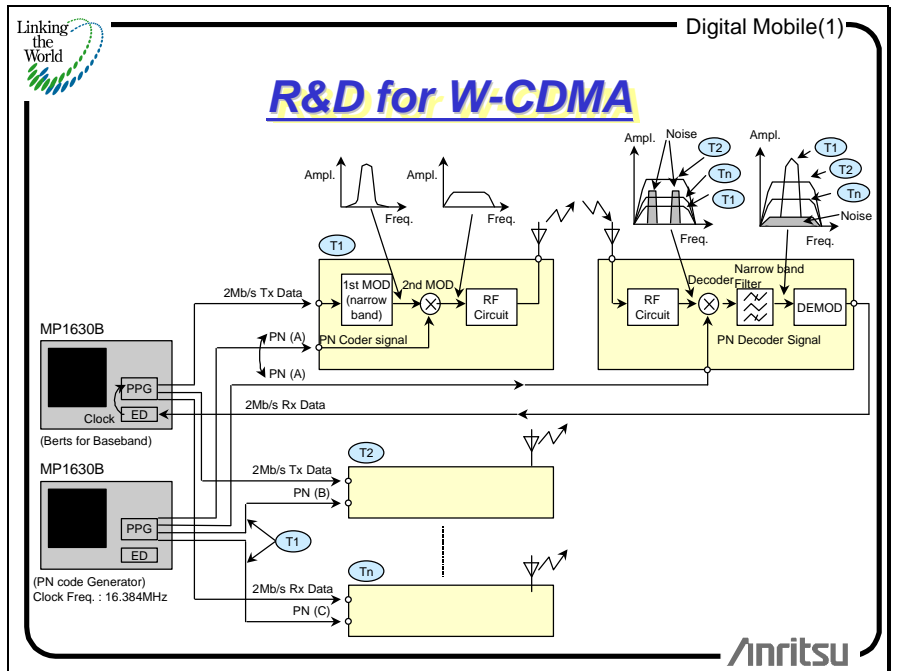 Linking
the
World
Digital Mobile(1)
R&D for W-CDMA
Ampl.
Freq.
Ampl.
Freq.
Ampl.
Noise
T2
Tn
T1
Freq.
Ampl.
T1
T2
Tn
Noise
Freq.
T1
2Mb/s Tx Data
1st MOD
(narrow
band)
2nd MOD
RF
Circuit
PN Coder signal
RF
Circuit
Decoder
Narrow band
Filter
DEMOD
PN Decoder Signal
MP1630B
PPG
Clock
ED
(Berts for Baseband)
PN (A)
PN (A)
2Mb/s Rx Data
MP1630B
PPG
ED
(PN code Generator)
Clock Freq. : 16.384MHz
T2
2Mb/s Tx Data
PN (B)
T1
Tn
2Mb/s Rx Data
PN (C)
Anritsu